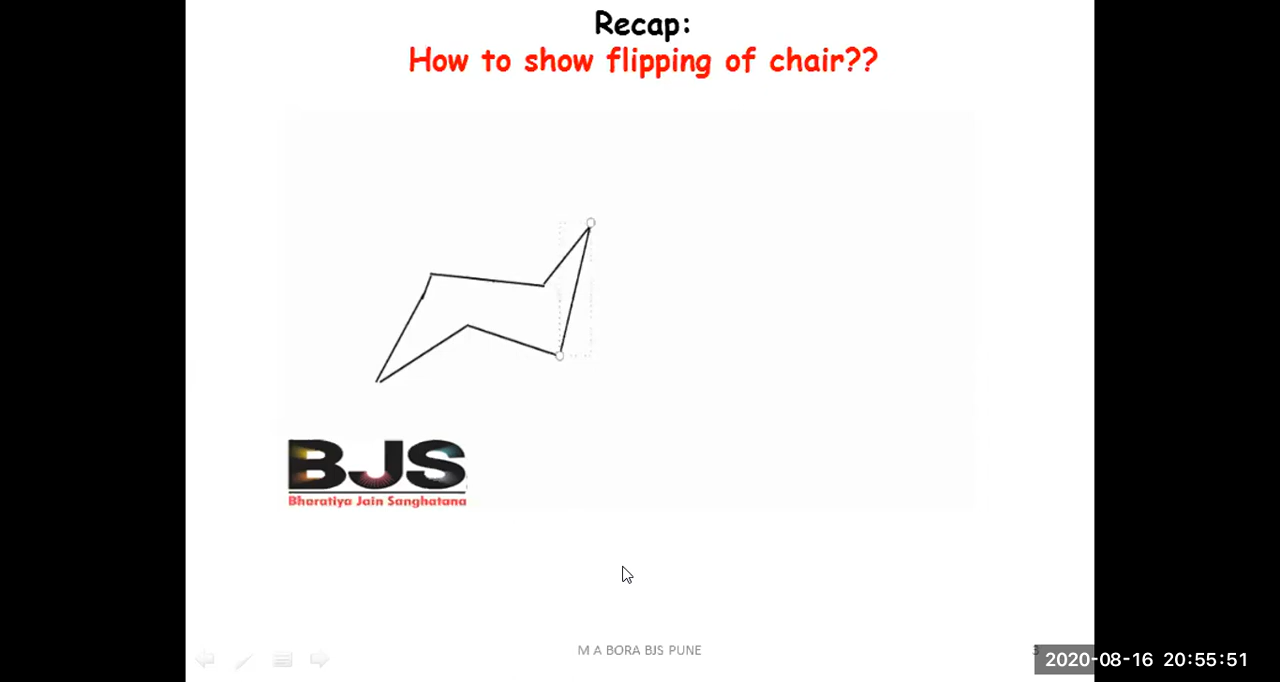 Recap:
How to show flipping of chair??
BJS
Bharatiya Jain Sanghatana
M A BORA BJS PUNE
3
2020-08-16 20:55:51